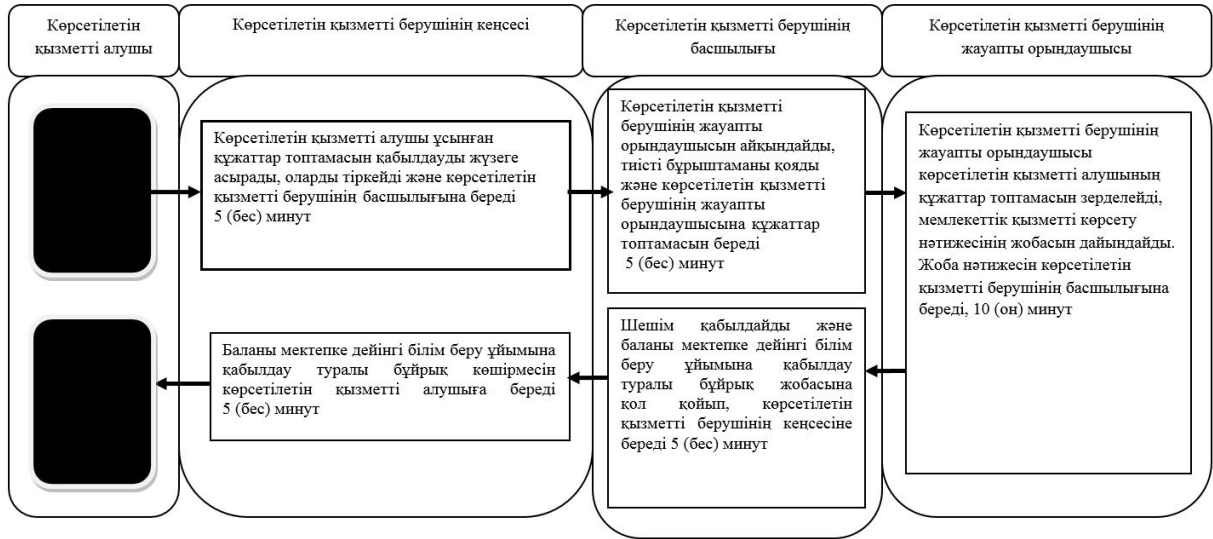 Көрсетілетін
қызметті алушы
Көрсетілетін қызметті берушінің кеңсесі
Көрсетілетін қызметті берушінің
басшылығы
Көрсетілетін қызметті берушінің
жауапты орындаушысы
Көрсетілетін қызметті алушы ұсынған
құжаттар топтамасын қабылдауды жүзеге
асырады, оларды тіркейді және көрсетілетін
қызметті берушінің басшылығына береді
5 (бес) минут
Көрсетілетін қызметті
берушінің жауапты
орындаушысын айқындайды,
тиісті бұрыштаманы қояды
және көрсетілетін қызметті
берушінің жауапты
орындаушысына құжаттар
топтамасын береді
5 (бес) минут
Көрсетілетін қызметті берушінің
жауапты орындаушысы
көрсетілетін қызметті алушының
құжаттар топтамасын зерделейді,
мемлекеттік қызметті көрсету
нәтижесінің жобасын дайындайды.
Жоба нәтижесін көрсетілетін
қызметті берушінің басшылығына
береді, 10 (он) минут
Шешім қабылдайды және
баланы мектепке дейінгі білім
беру ұйымына қабылдау
туралы бұйрық жобасына
қол қойып, көрсетілетін
қызметті берушінің кеңсесіне
береді 5 (бес) минут
Баланы мектепке дейінгі білім беру ұйымына
қабылдау туралы бұйрық көшірмесін
көрсетілетін қызметті алушыға береді
5 (бес) минут